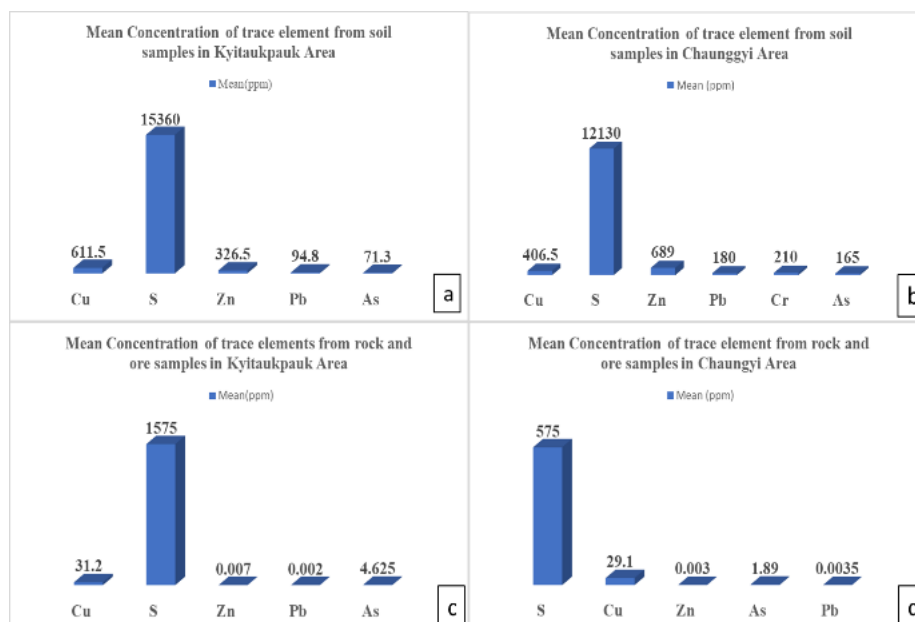 Mean Concentration of trace element from soil
samples in Kyitaukpauk Area
Mean(ppm)
15360
611.5
326.5
94.8
71.3
Cu S Zn Pb As
a
Mean Concentration of trace element from soil
samples in Chaunggyi Area
Mean (ppm)
12130
406.5
689
180
210
165
Cu S Zn Pb Cr As
b
Mean Concentration of trace elements from rock and
ore samples in Kyitaukpauk Area
Mean(ppm)
1575
31.2
0.007
0.002
4.625
Cu S Zn Pb As
c
Mean Concentration of trace element from rock and
ore samples in Chaungyi Area
Mean (ppm)
575
29.1
0.003
1.89
0.0035
S Cu Zn As Pb
d